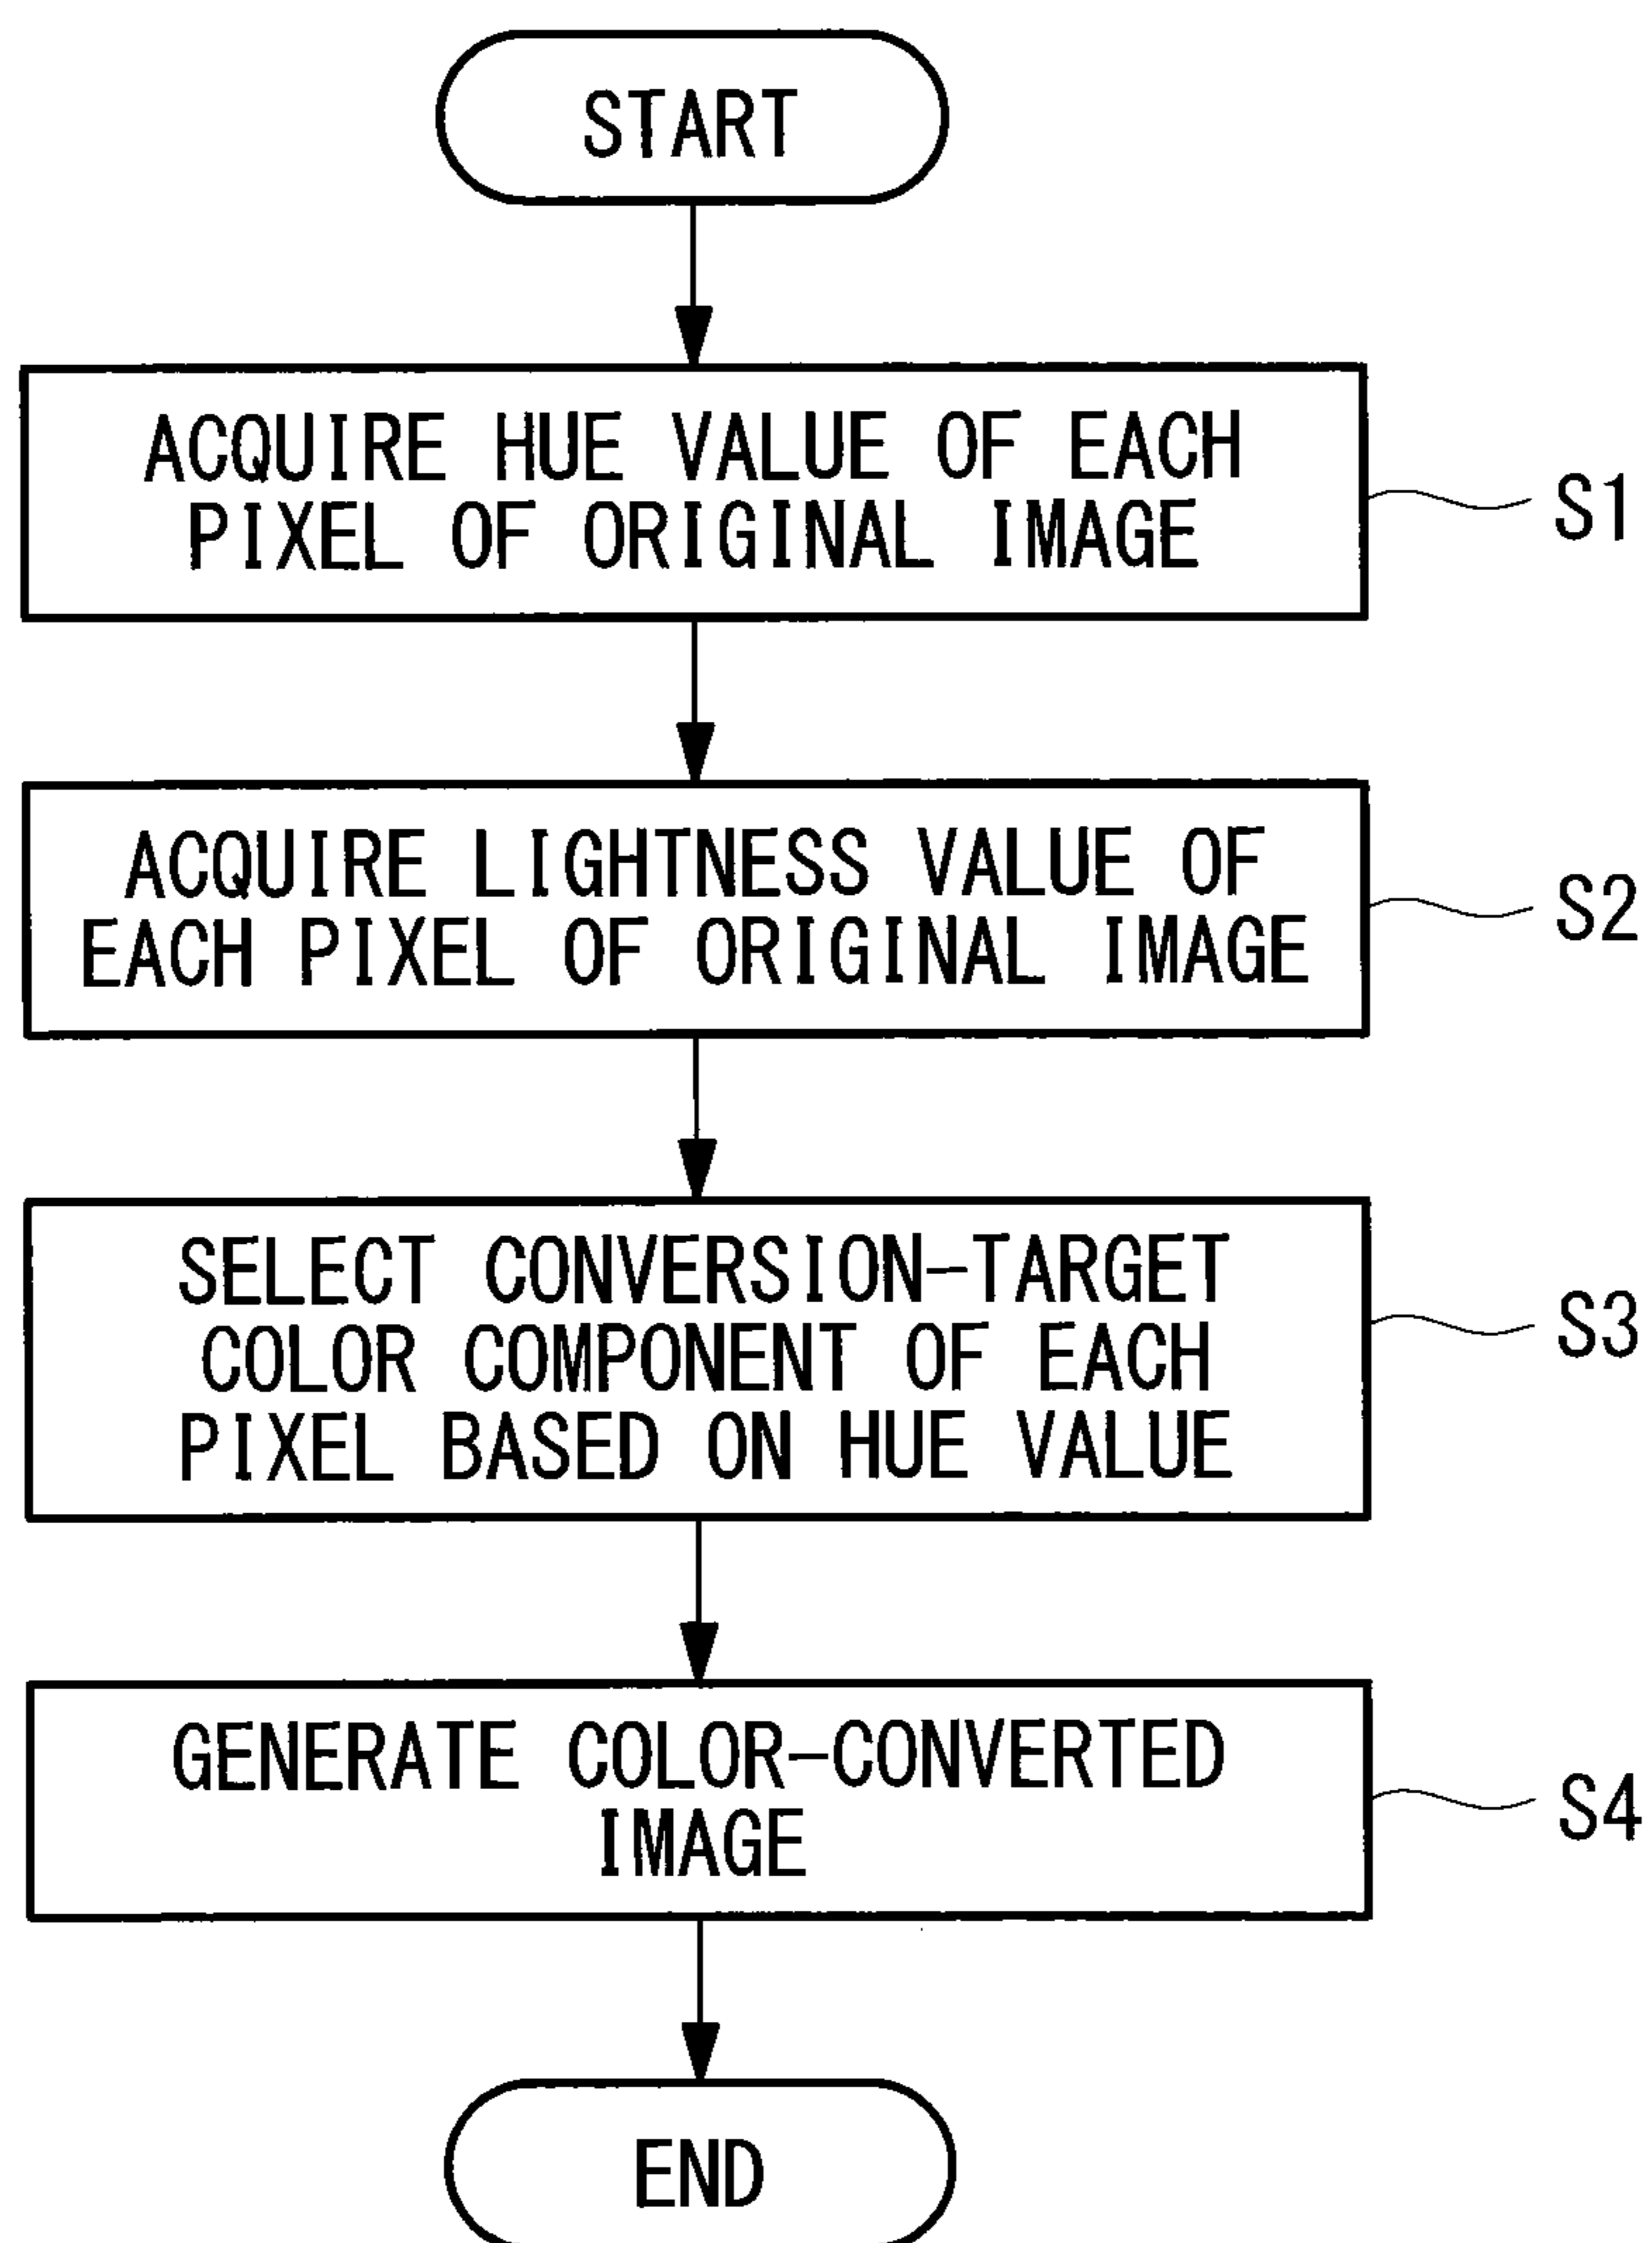 START
ACQUIRE HUE VALUE OF EACH
PIXEL OF ORIGINAL IMAGE
S1
ACQUIRE LIGHTNESS VALUE OF
EACH PIXEL OF ORIGINAL IMAGE
S2
SELECT CONVERSION-TARGET
COLOR COMPONENT OF EACH
PIXEL BASED ON HUE VALUE
S3
GENERATE COLOR-CONVERTED
IMAGE
S4
END